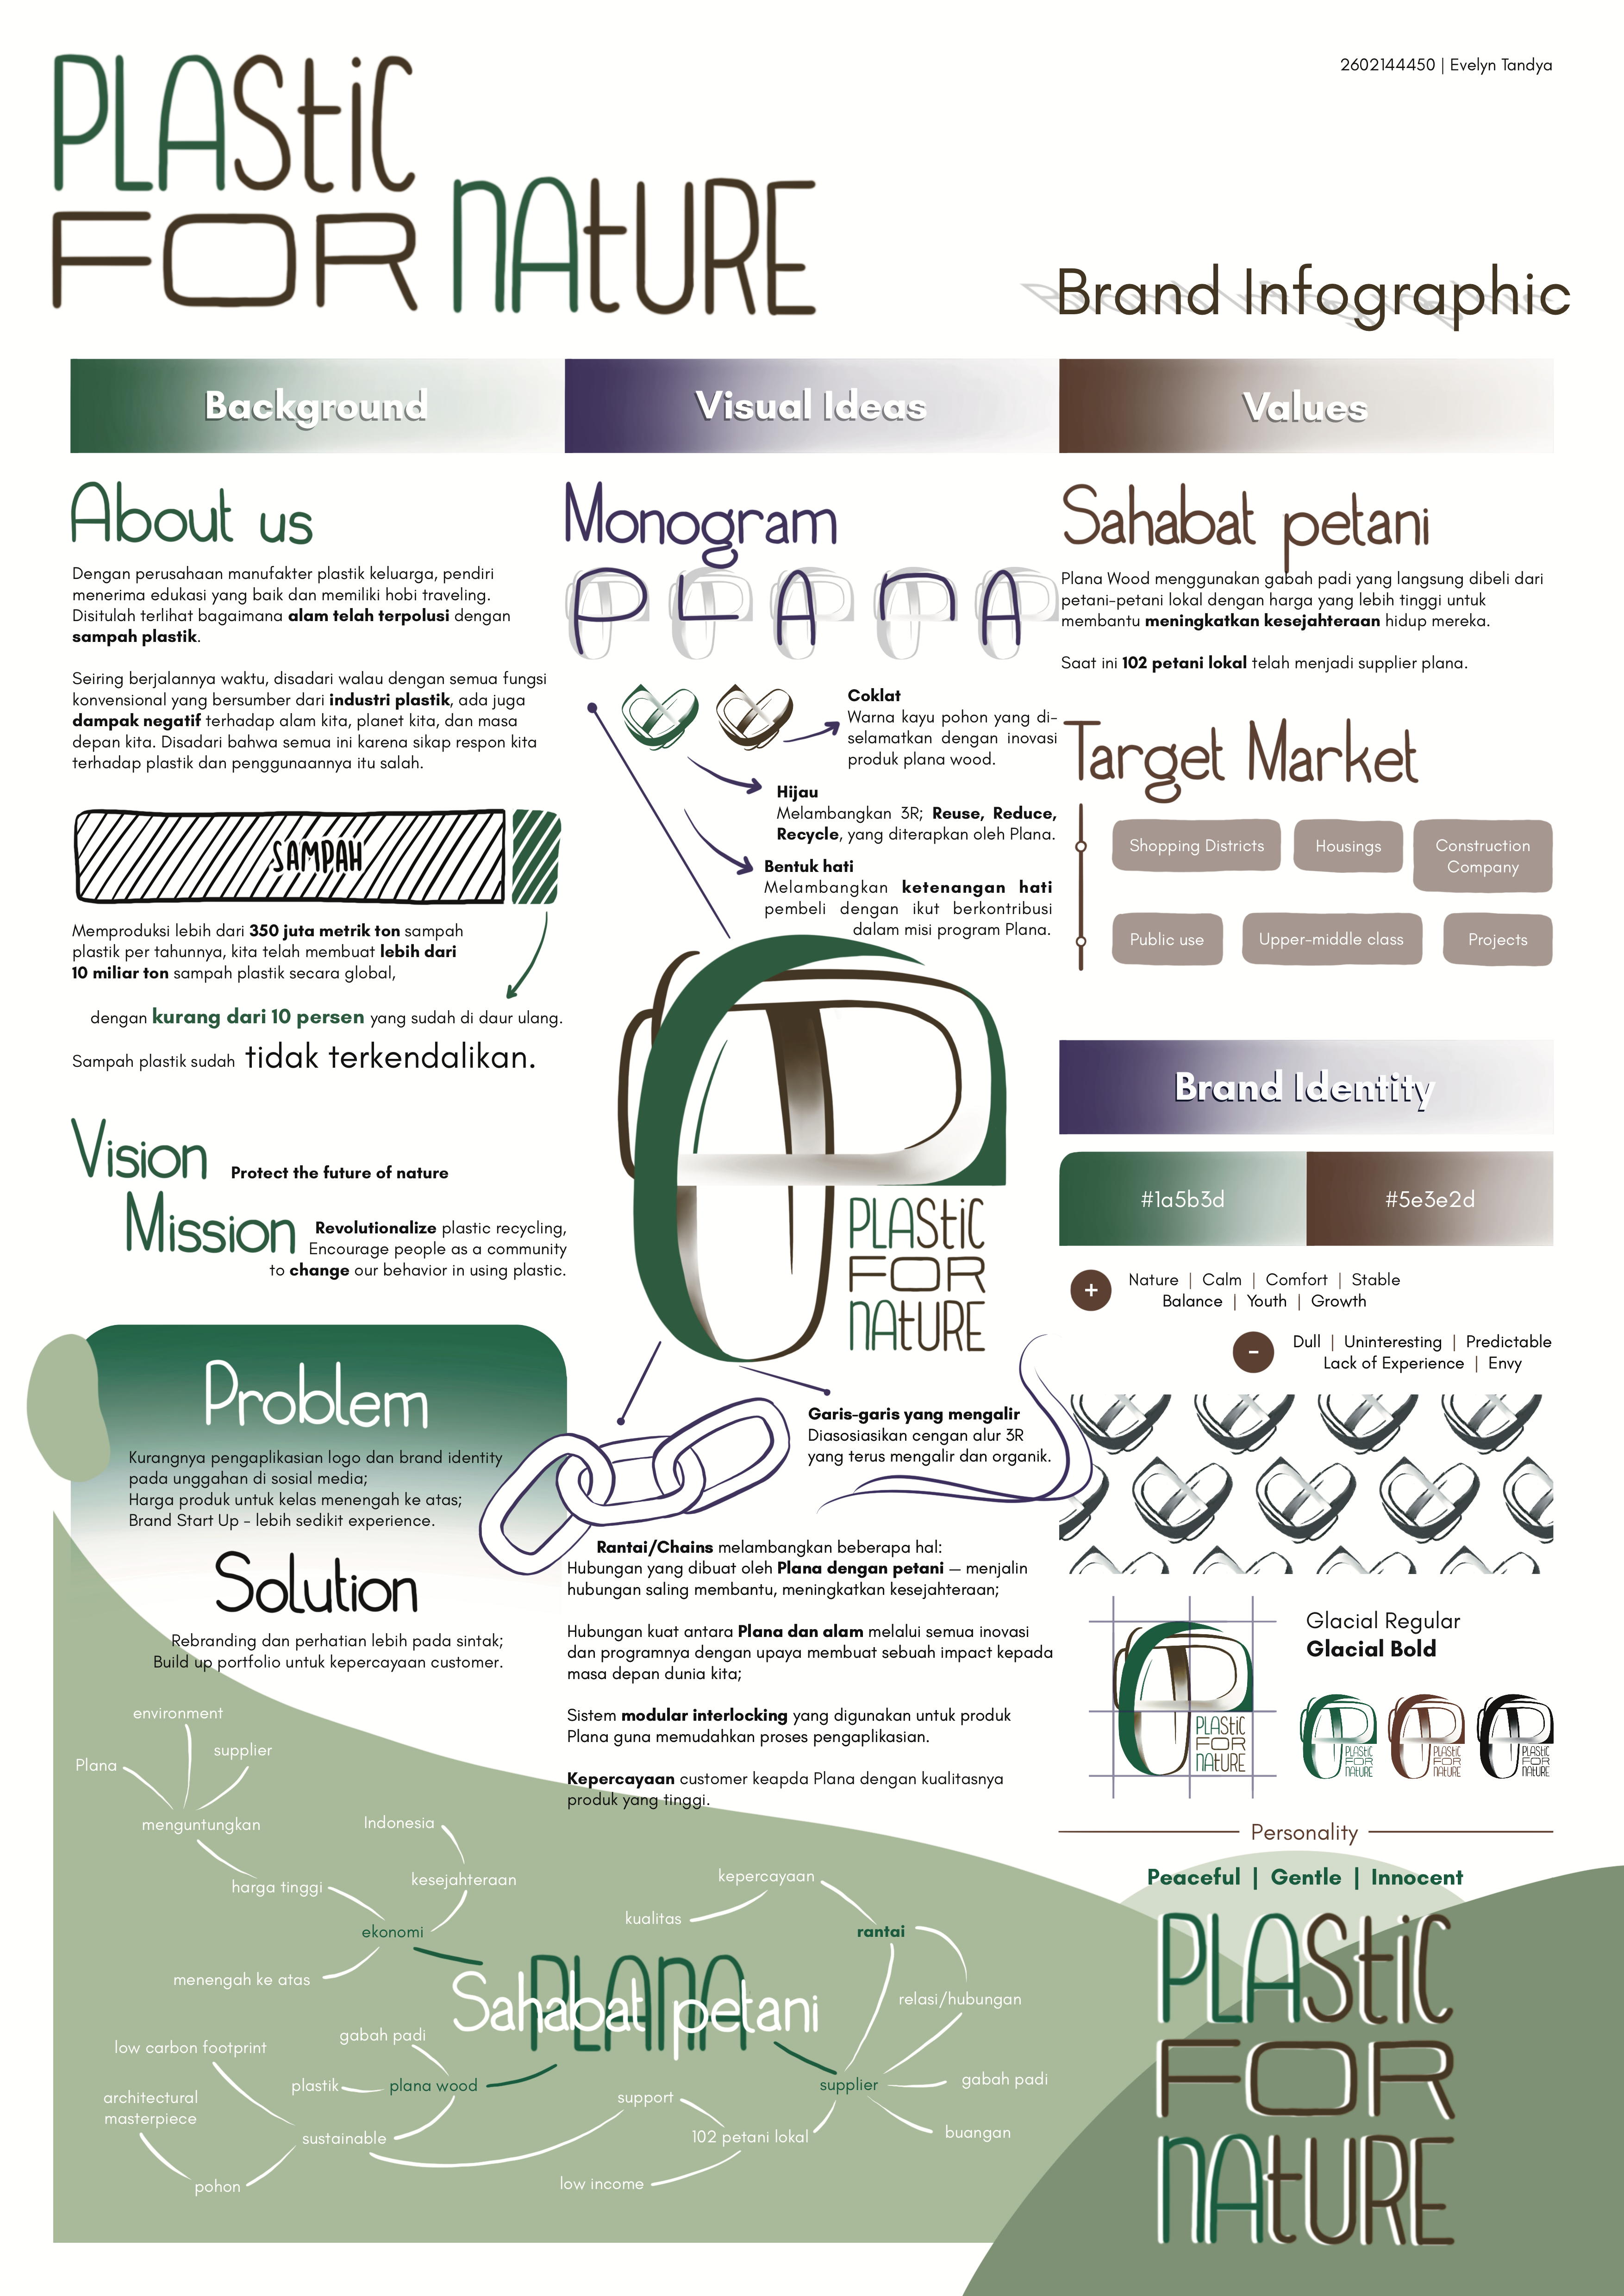 2602144450 | Evelyn Tandya
PLAStiC
FOR NAtURE
Brand Infographic
Background
About us
Dengan perusahaan manufakter plastik keluarga, pendiri
menerima edukasi yang baik dan memiliki hobi traveling.
Disitulah terlihat bagaimana alam telah terpolusi dengan
sampah plastik.
Seiring berjalannya waktu, disadari walau dengan semua fungsi
konvensional yang bersumber dari industri plastik, ada juga
dampak negatif terhadap alam kita, planet kita, dan masa
depan kita. Disadari bahwa semua ini karena sikap respon kita
terhadap plastik dan penggunaannya itu salah.
SAMPAH
Memproduksi lebih dari 350 juta metrik ton sampah
plastik per tahunnya, kita telah membuat lebih dari
10 miliar ton sampah plastik secara global,
dengan kurang dari 10 persen yang sudah di daur ulang.
Sampah plastik sudah tidak terkendalikan.
Vision
Protect the future of nature
Mission
Revolutionalize plastic recycling,
Encourage people as a community
to change our behavior in using plastic.
Problem
Kurangnya pengaplikasian logo dan brand identity
pada unggahan di sosial media;
Harga produk untuk kelas menengah ke atas;
Brand Start Up - lebih sedikit experience.
Solution
Rebranding dan perhatian lebih pada sintak;
Build up portfolio untuk kepercayaan customer.
Visual Ideas
Monogram
PLAnA
Coklat
Warna kayu pohon yang di-
selamatkan dengan inovasi
produk plana wood.
Hijau
Melambangkan 3R; Reuse, Reduce,
Recycle, yang diterapkan oleh Plana.
Bentuk hati
Melambangkan ketenangan hati
pembeli dengan ikut berkontribusi
dalam misi program Plana.
PLAStiC
FOR
NAtURE
Garis-garis yang mengalir
Diasosiasikan cengan alur 3R
yang terus mengalir dan organik.
Rantai/Chains melambangkan beberapa hal:
Hubungan yang dibuat oleh Plana dengan petani — menjalin
hubungan saling membantu, meningkatkan kesejahteraan;
Hubungan kuat antara Plana dan alam melalui semua inovasi
dan programnya dengan upaya membuat sebuah impact kepada
masa depan dunia kita;
Sistem modular interlocking yang digunakan untuk produk
Plana guna memudahkan proses pengaplikasian.
Kepercayaan customer keapda Plana dengan kualitasnya
produk yang tinggi.
Values
Sahabat petani
Plana Wood menggunakan gabah padi yang langsung dibeli dari
petani-petani lokal dengan harga yang lebih tinggi untuk
membantu meningkatkan kesejahteraan hidup mereka.
Saat ini 102 petani lokal telah menjadi supplier plana.
Target Market
Shopping Districts
Housings
Construction
Company
Public use
Upper-middle class
Projects
Brand Identity
#1a5b3d
#5e3e2d
+
Nature | Calm | Comfort | Stable
Balance | Youth | Growth
-
Dull | Uninteresting | Predictable
Lack of Experience | Envy
PLAStiC
FOR
NAtURE
Glacial Regular
Glacial Bold
PLAStiC
FOR
NAtURE
PLAStiC
FOR
NAtURE
PLAStiC
FOR
NAtURE
Personality
Peaceful | Gentle | Innocent
PLAStiC
FOR
NAtURE
environment
supplier
Plana
menguntungkan
Indonesia
harga tinggi
kesejahteraan
ekonomi
menengah ke atas
kepercayaan
kualitas
rantai
relasi/hubungan
PLAnA
Sahabat petani
gabah padi
low carbon footprint
plastik
plana wood
architectural
masterpiece
sustainable
pohon
support
102 petani lokal
low income
supplier
gabah padi
buangan